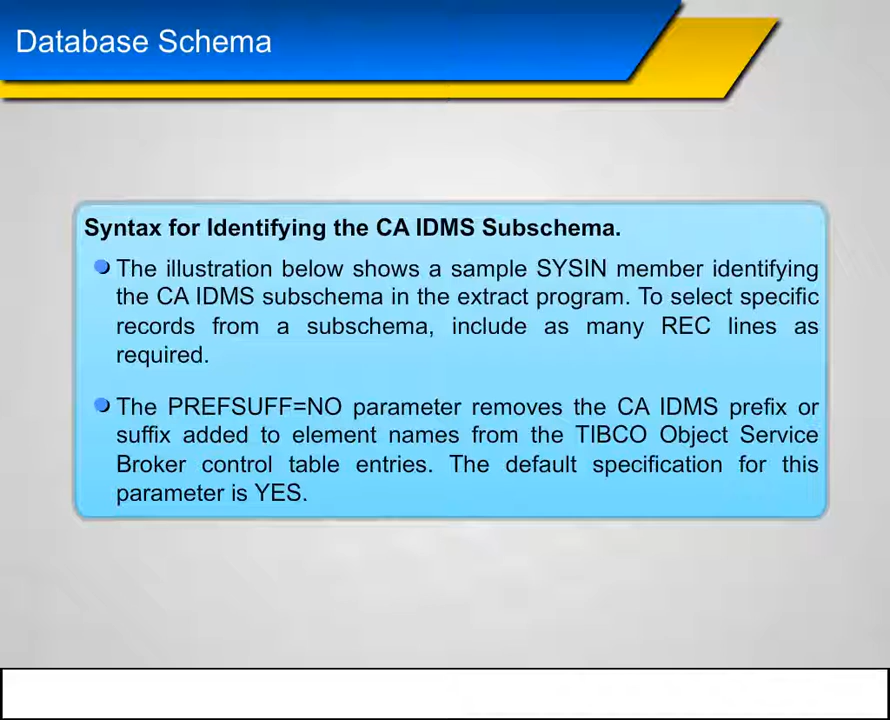 Database Schema
Syntax for Identifying the CA IDMS Subschema.
The illustration below shows a sample SYSIN member identifying
the CA IDMS subschema in the extract program. To select specific
records from a subschema, include as many REC lines as
required.
The PREFSUFF=NO parameter removes the CA IDMS prefix or
suffix added to element names from the TIBCO Object Service
Broker control table entries. The default specification for this
parameter is YES.